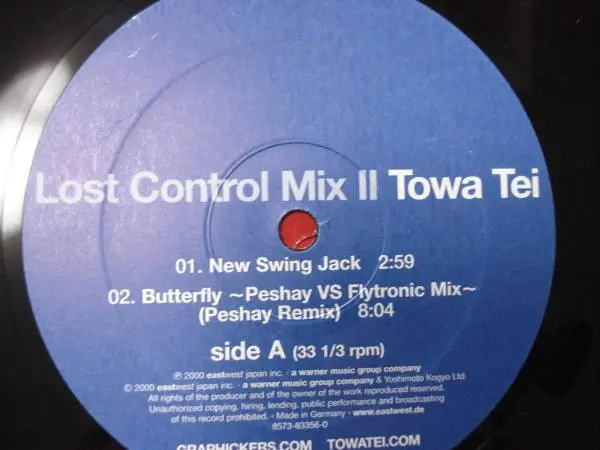 Lost Control Mix II Towa Tei
01. New Swing Jack 2:59
02. Butterfly ~Peshay VS Flytronic Mix~
(Peshay Remix) 8:04
side A (33 1/3 rpm)
℗ 2000 eastwest japan inc. · a warner music group company
© 2000 eastwest japan inc. · a warner music group company & Yoshimoto Kogyo Ltd.
All rights of the producer and of the owner of the work reproduced reserved.
Unauthorized copying, hiring, lending, public performance and broadcasting
of this record prohibited. - Made in Germany - www.eastwest.de
8573-83356-0
GRAPHICKERS.COM TOWATEI.COM